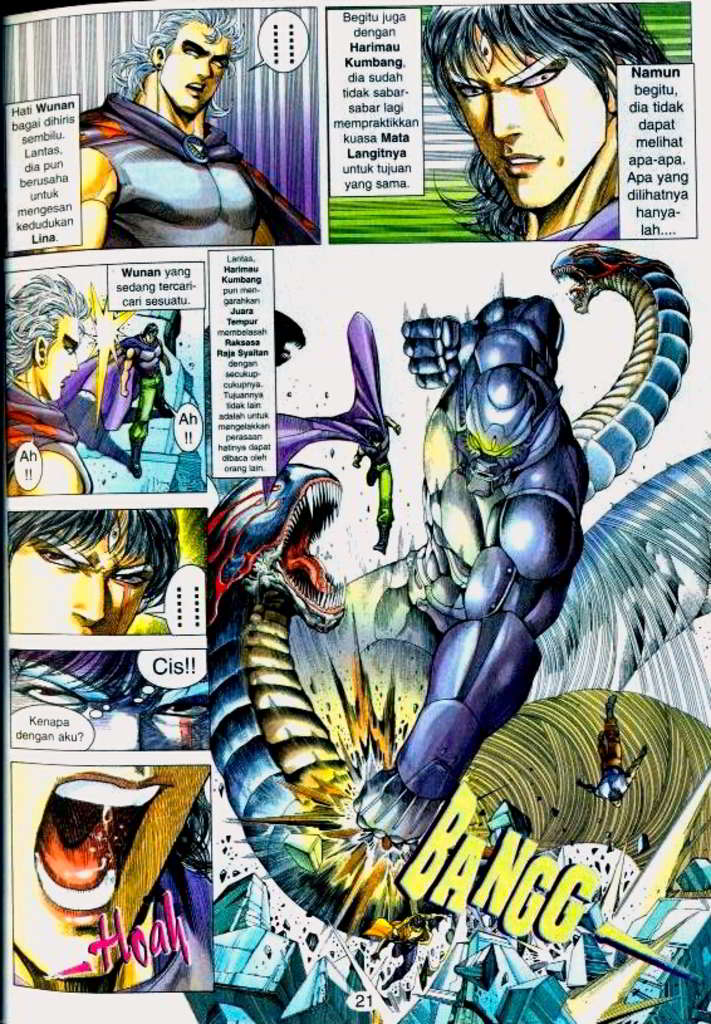 Hati Wunan
bagai dihiris
sembilu.
Lantas,
dia pun
berusaha
untuk
mengesan
kedudukan
Lina.
!!!!
Begitu juga
dengan
Harimau
Kumbang,
dia sudah
tidak sabar-
sabar lagi
mempraktikkan
kuasa Mata
Langitnya
untuk tujuan
yang sama.
Namun
begitu,
dia tidak
dapat
melihat
apa-apa.
Apa yang
dilihatnya
hanya-
lah....
Wunan yang
sedang tercari-
cari sesuatu.
Ah
!!
Ah
!!
Lantas,
Harimau
Kumbang
pun men-
garahkan
Juara
Tempur
membelasah
Raksasa
Raja Syaitan
dengan
secukup-
cukupnya.
Tujuannya
tidak lain
adalah untuk
mengelakkan
perasaan
hatinya dapat
dibaca oleh
orang lain.
!!!!
Cis!!
Kenapa
dengan aku?
Hoah
BANGG
21